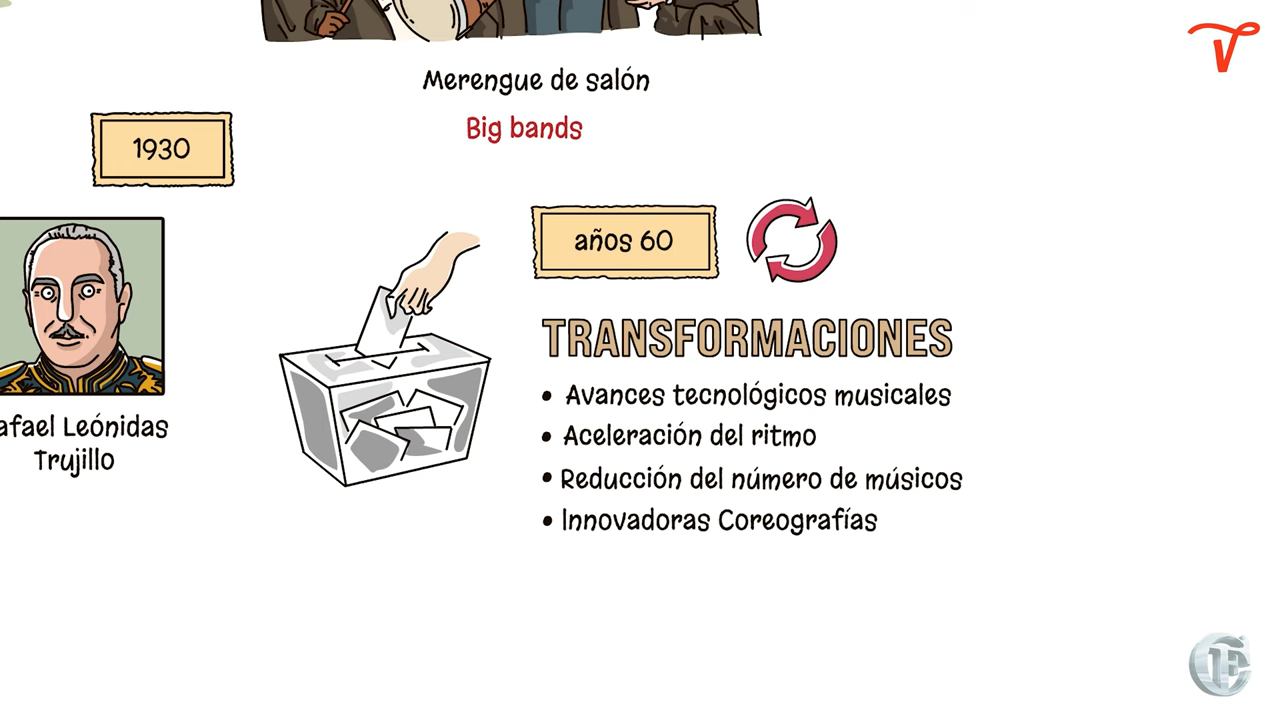 Merengue de salón
Big bands
1930
años 60
TRANSFORMACIONES
• Avances tecnológicos musicales
• Aceleración del ritmo
• Reducción del número de músicos
• Innovadoras Coreografías
afael Leónidas
Trujillo